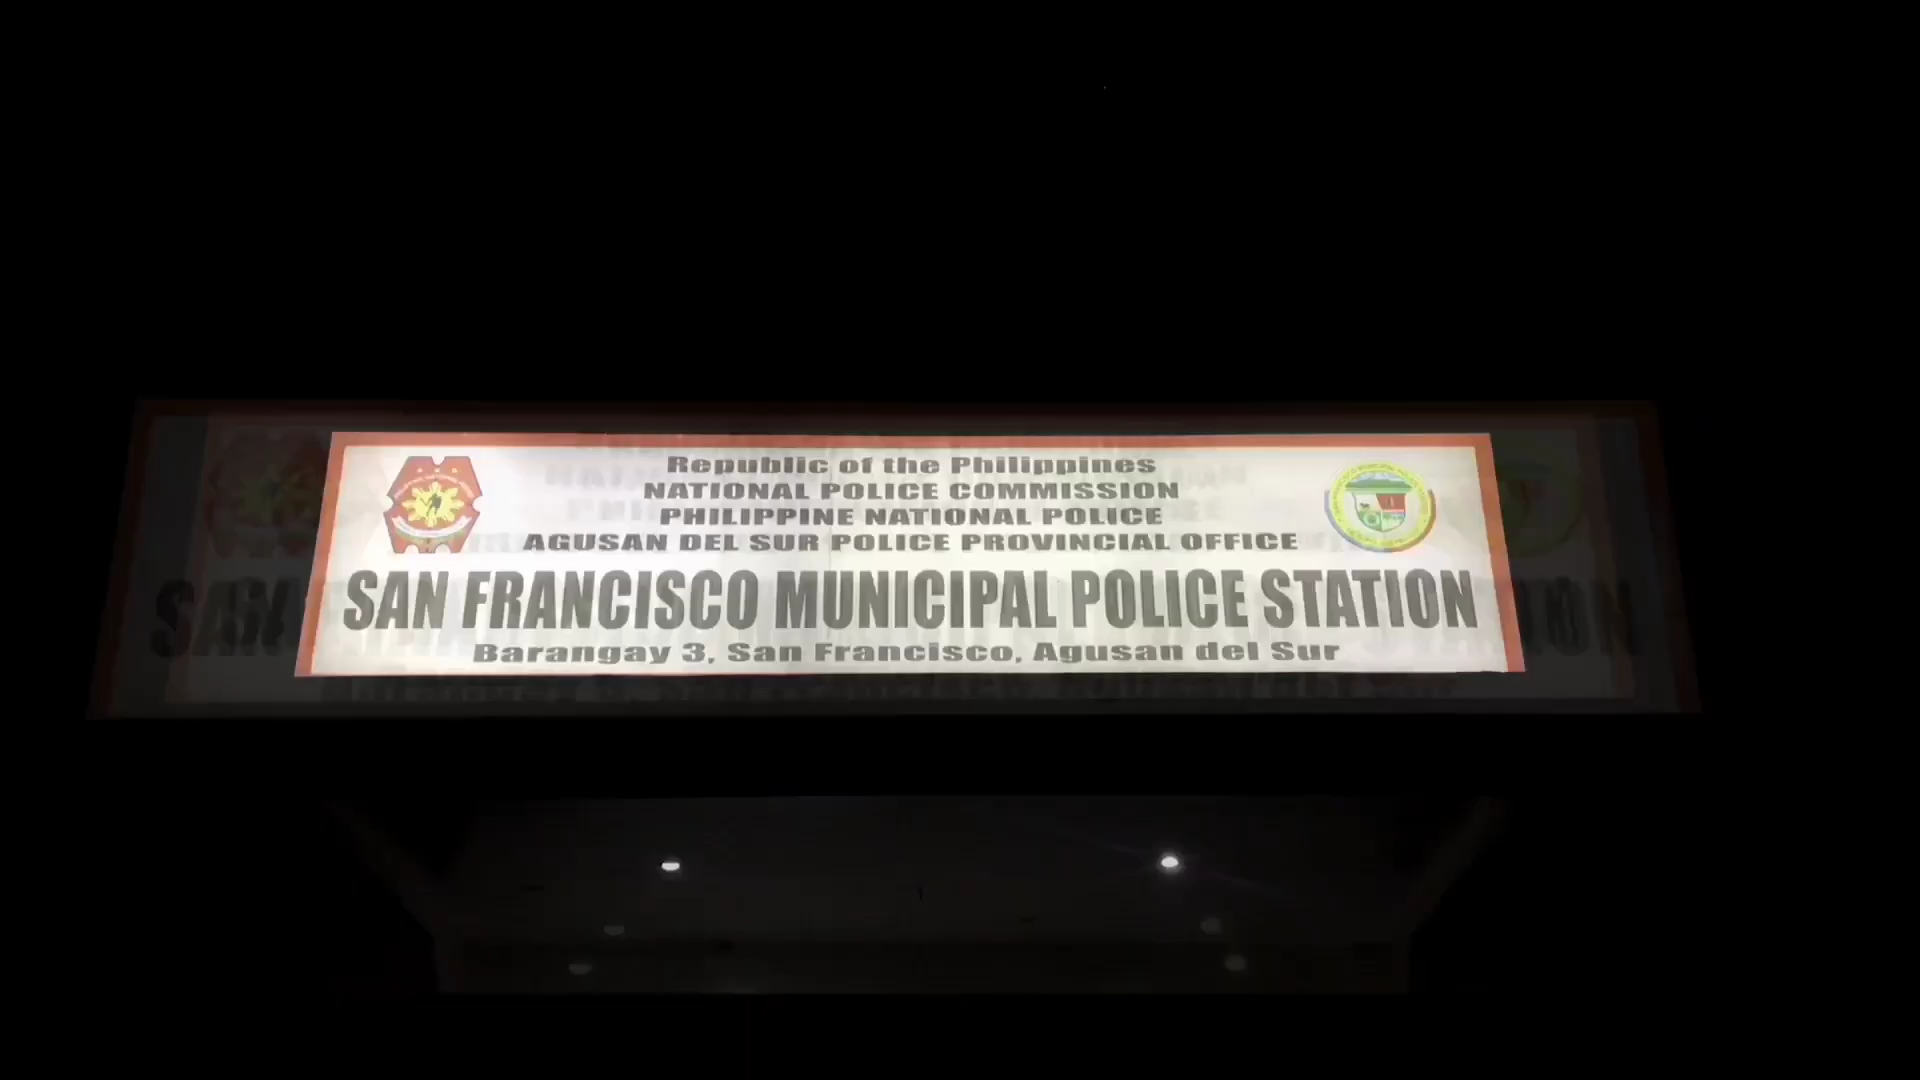 Republic of the Philippines
NATIONAL POLICE COMMISSION
PHILIPPINE NATIONAL POLICE
AGUSAN DEL SUR POLICE PROVINCIAL OFFICE
SAN FRANCISCO MUNICIPAL POLICE STATION
Barangay 3, San Francisco, Agusan del Sur